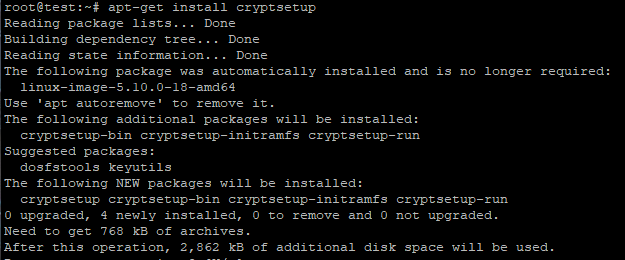 root@test:~# apt-get install cryptsetup
Reading package lists... Done
Building dependency tree... Done
Reading state information... Done
The following package was automatically installed and is no longer required:
  linux-image-5.10.0-18-amd64
Use 'apt autoremove' to remove it.
The following additional packages will be installed:
  cryptsetup-bin cryptsetup-initramfs cryptsetup-run
Suggested packages:
  dosfstools keyutils
The following NEW packages will be installed:
  cryptsetup cryptsetup-bin cryptsetup-initramfs cryptsetup-run
0 upgraded, 4 newly installed, 0 to remove and 0 not upgraded.
Need to get 768 kB of archives.
After this operation, 2,862 kB of additional disk space will be used.